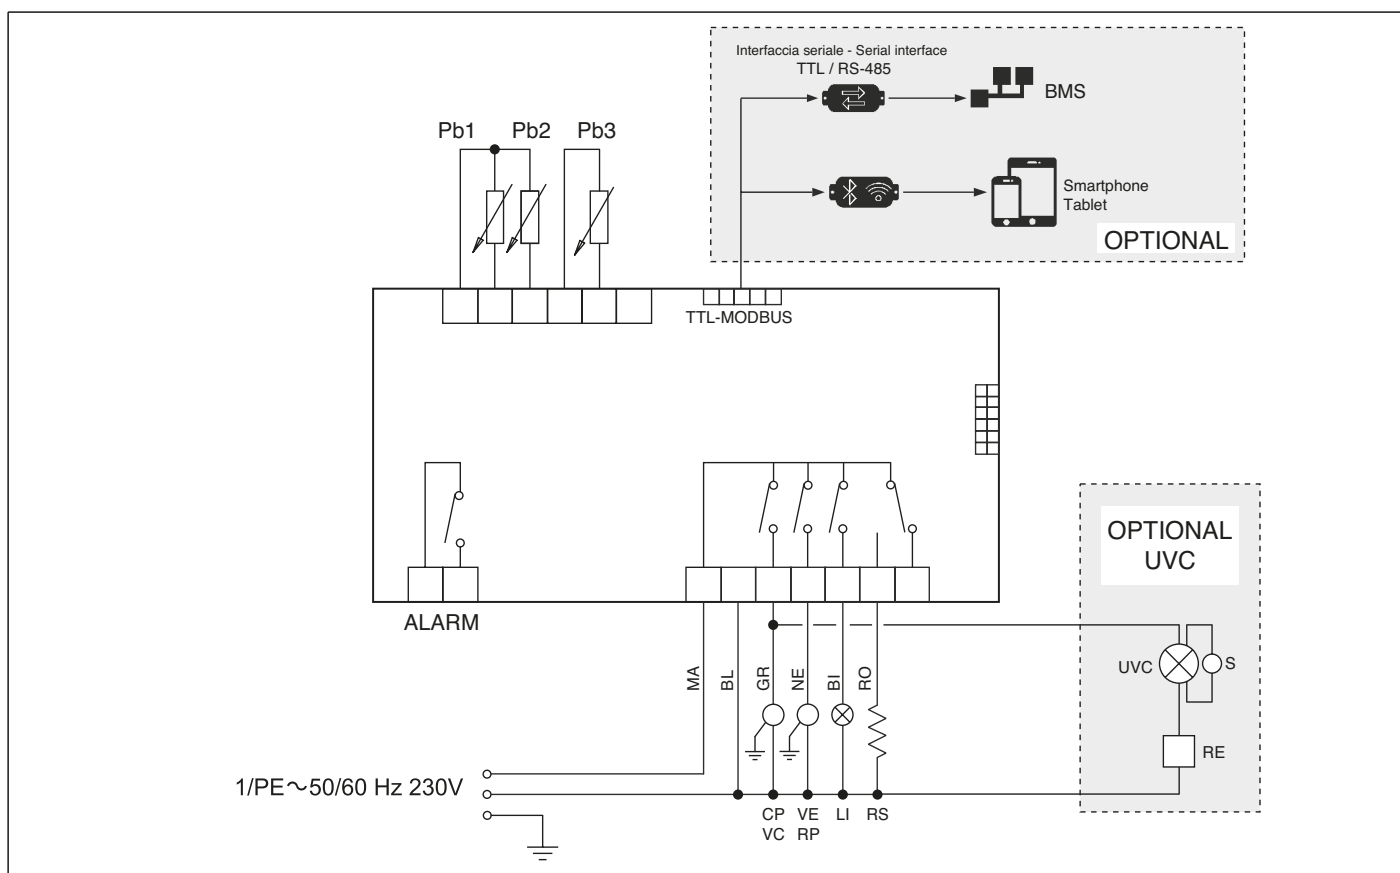 Interfaccia seriale - Serial interface
TTL / RS-485
BMS
Pb1 Pb2 Pb3
Smartphone
Tablet
OPTIONAL
TTL-MODBUS
OPTIONAL
UVC
ALARM
MA BL GR NE BI RO
UVC S
RE
1/PE~50/60 Hz 230V
CP VE LI RS
VC RP